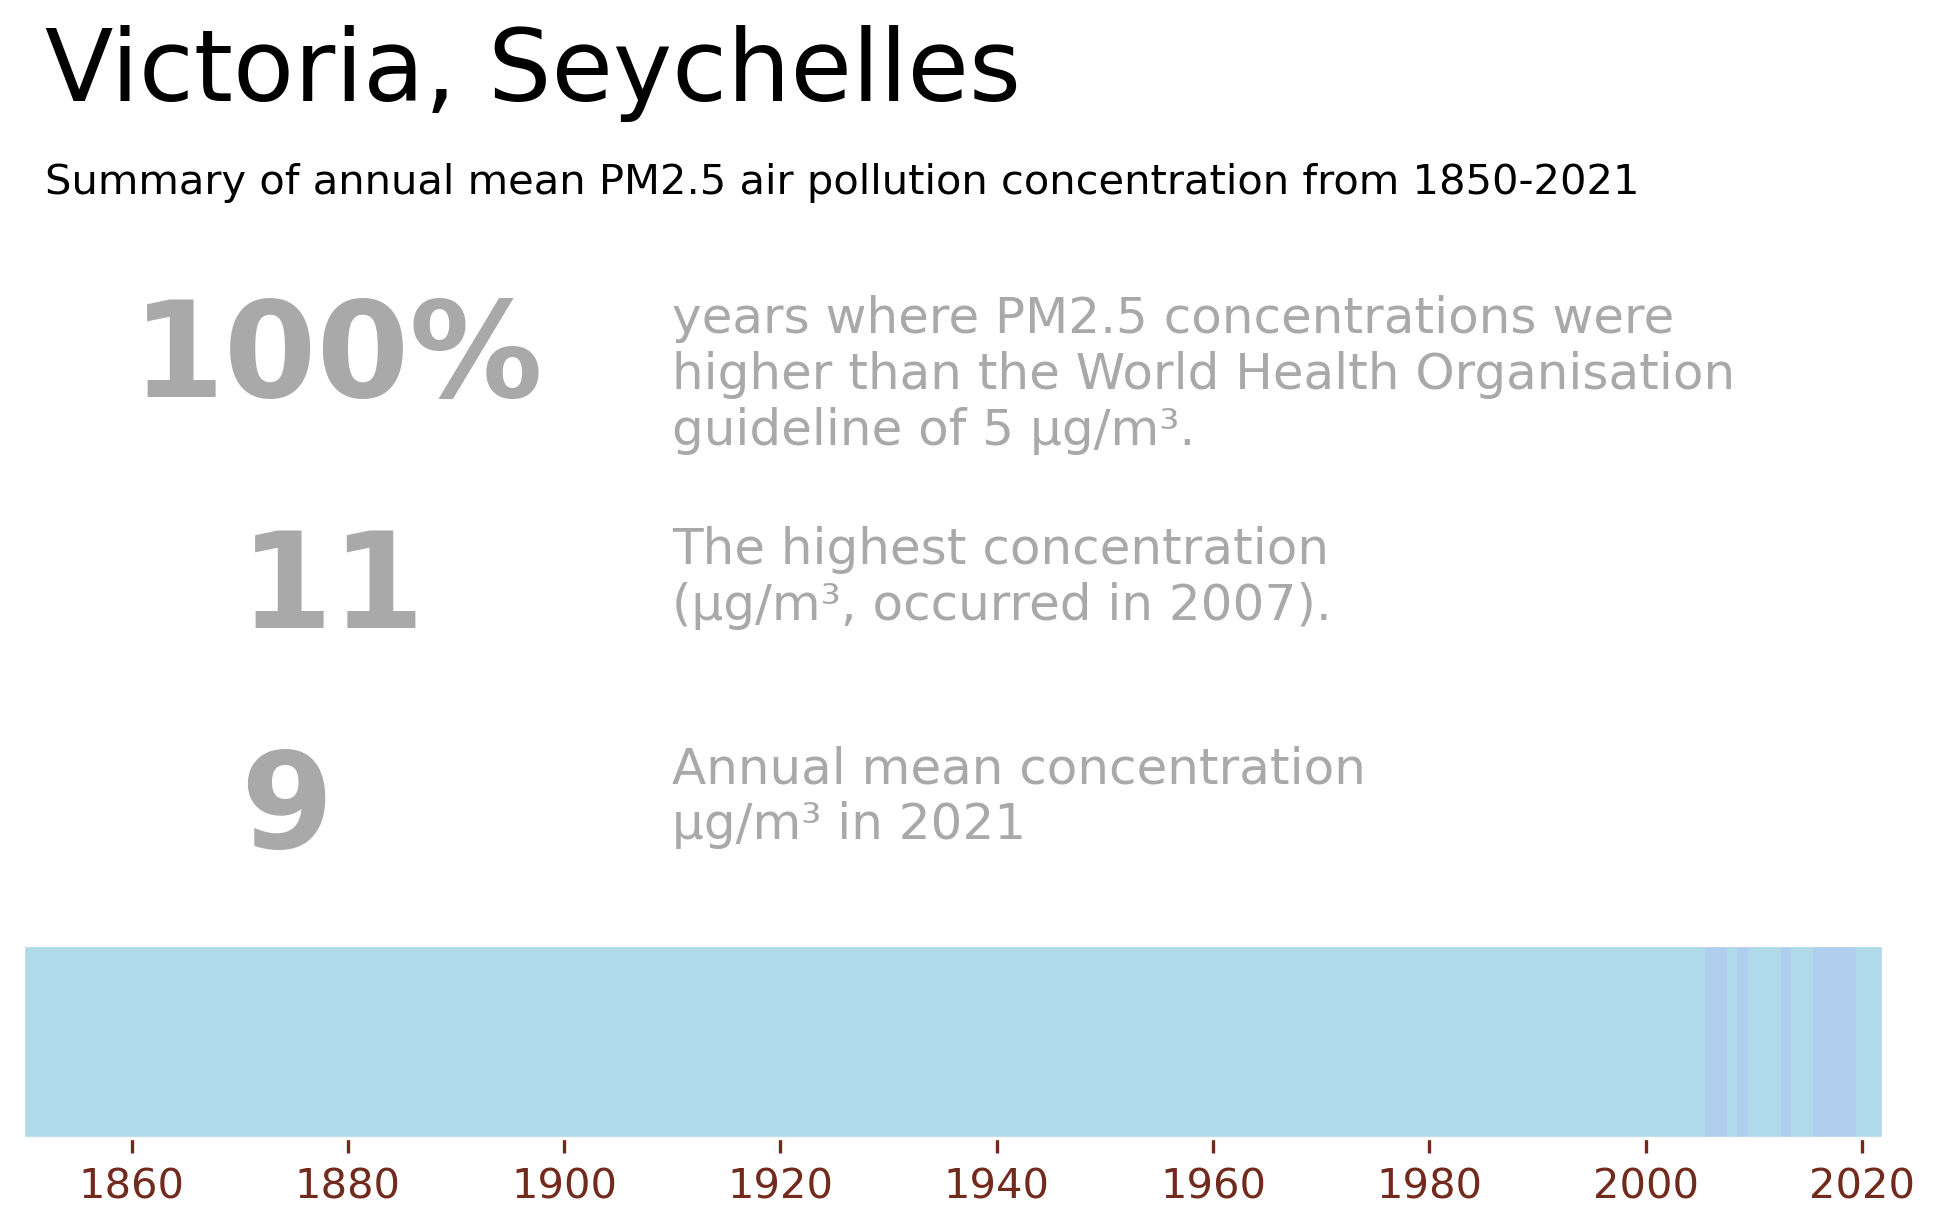 Victoria, Seychelles
Summary of annual mean PM2.5 air pollution concentration from 1850-2021
100%
years where PM2.5 concentrations were
higher than the World Health Organisation
guideline of 5 µg/m³.
11
The highest concentration
(µg/m³, occurred in 2007).
9
Annual mean concentration
µg/m³ in 2021
1860 1880 1900 1920 1940 1960 1980 2000 2020